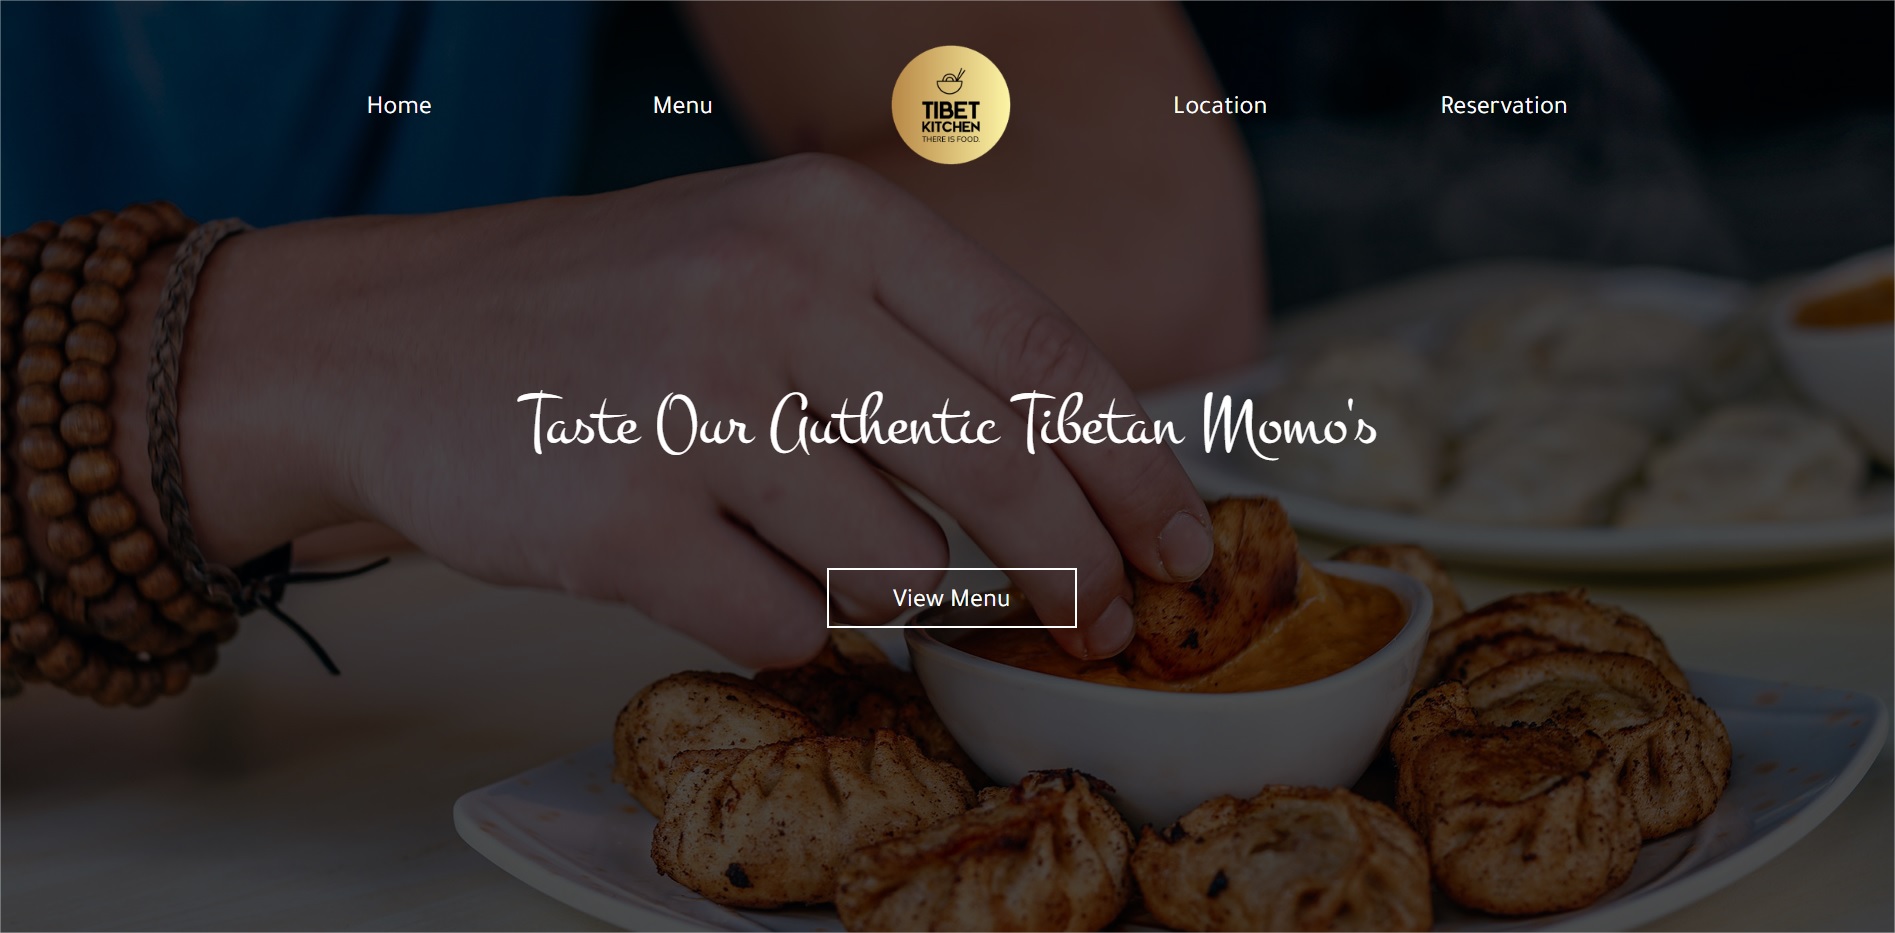 Home
Menu
TIBET
KITCHEN
THERE IS FOOD.
Location
Reservation
Taste Our Authentic Tibetan Momo's
View Menu